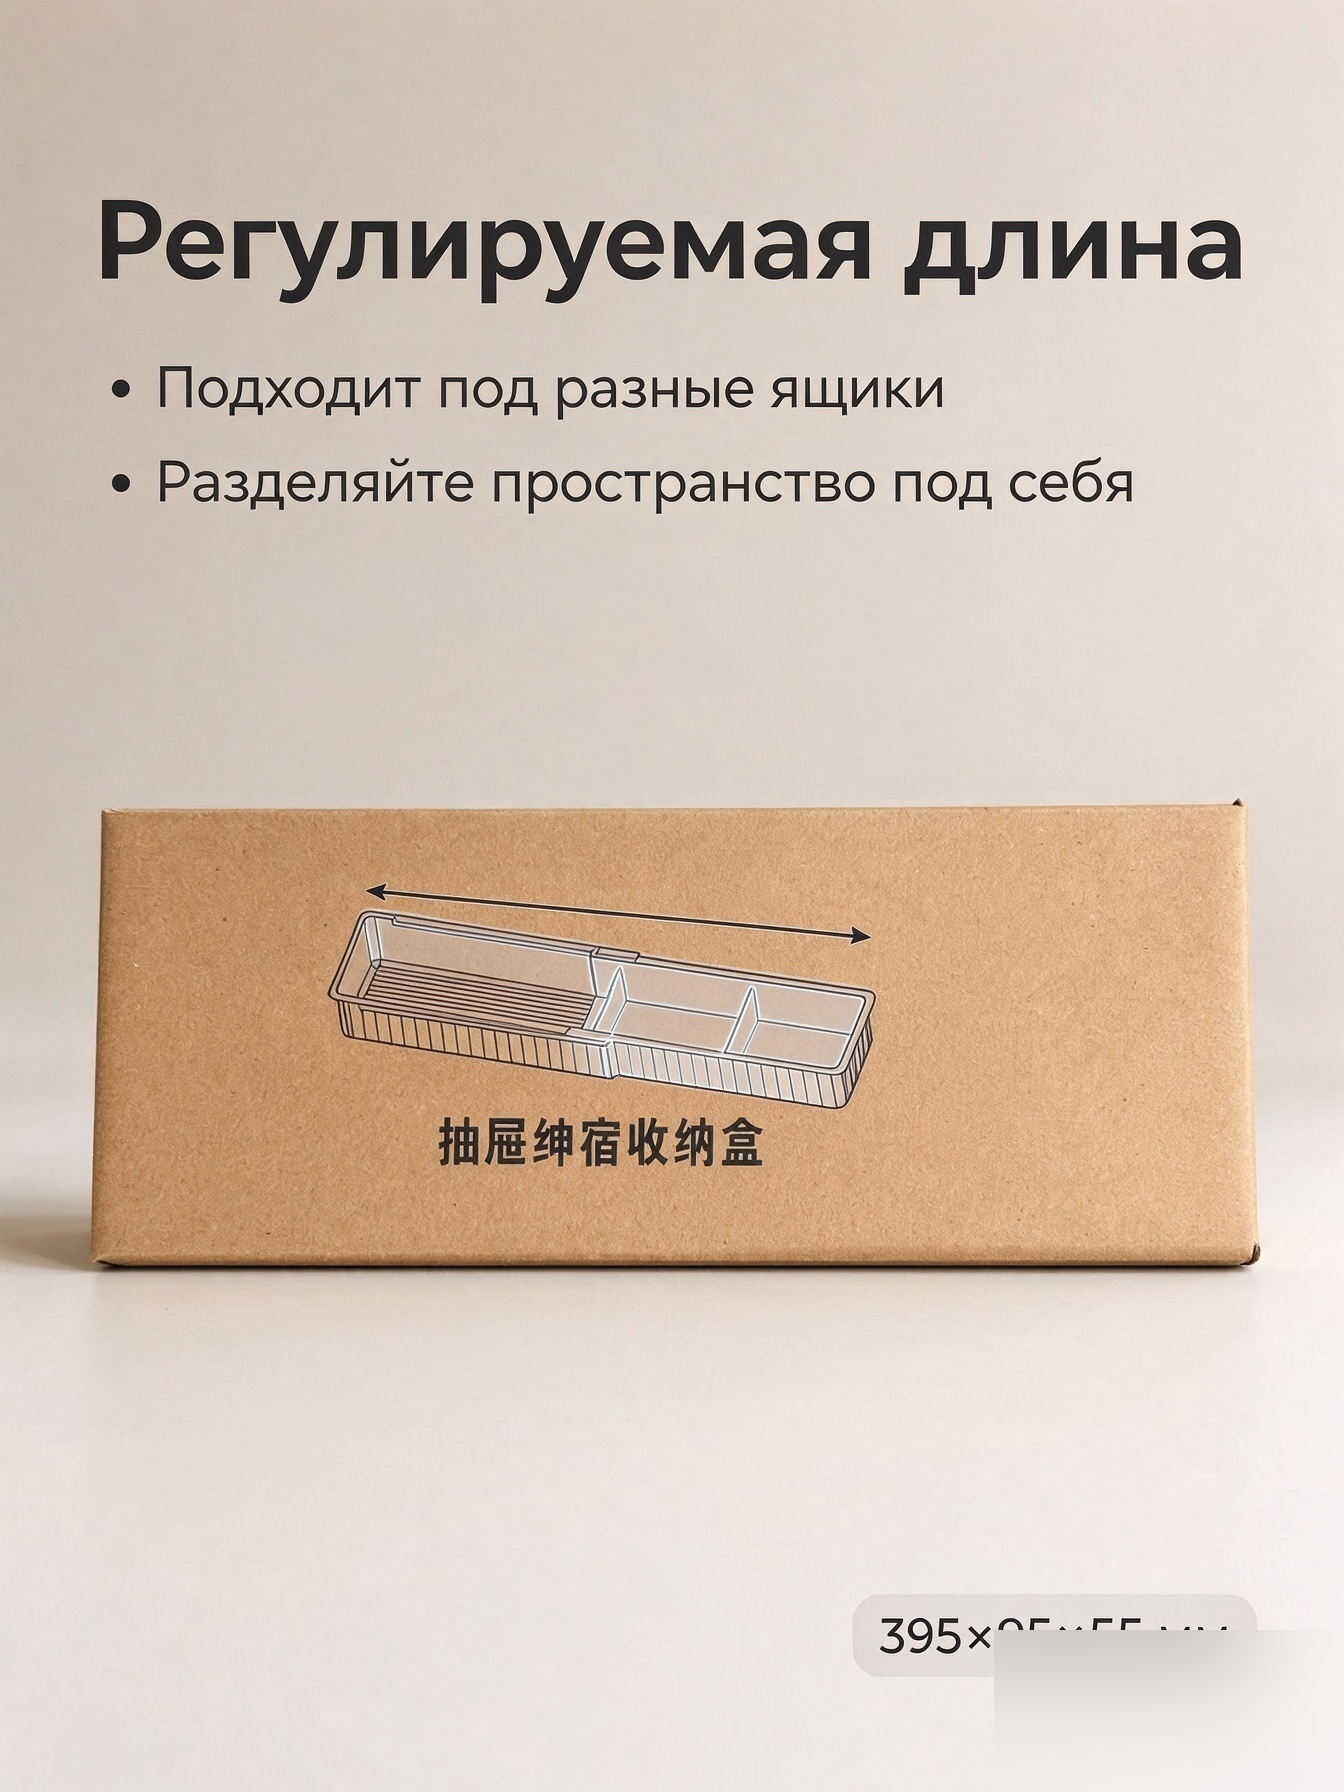 Регулируемая длина
• Подходит под разные ящики
• Разделяйте пространство под себя
抽屉绅宿收纳盒